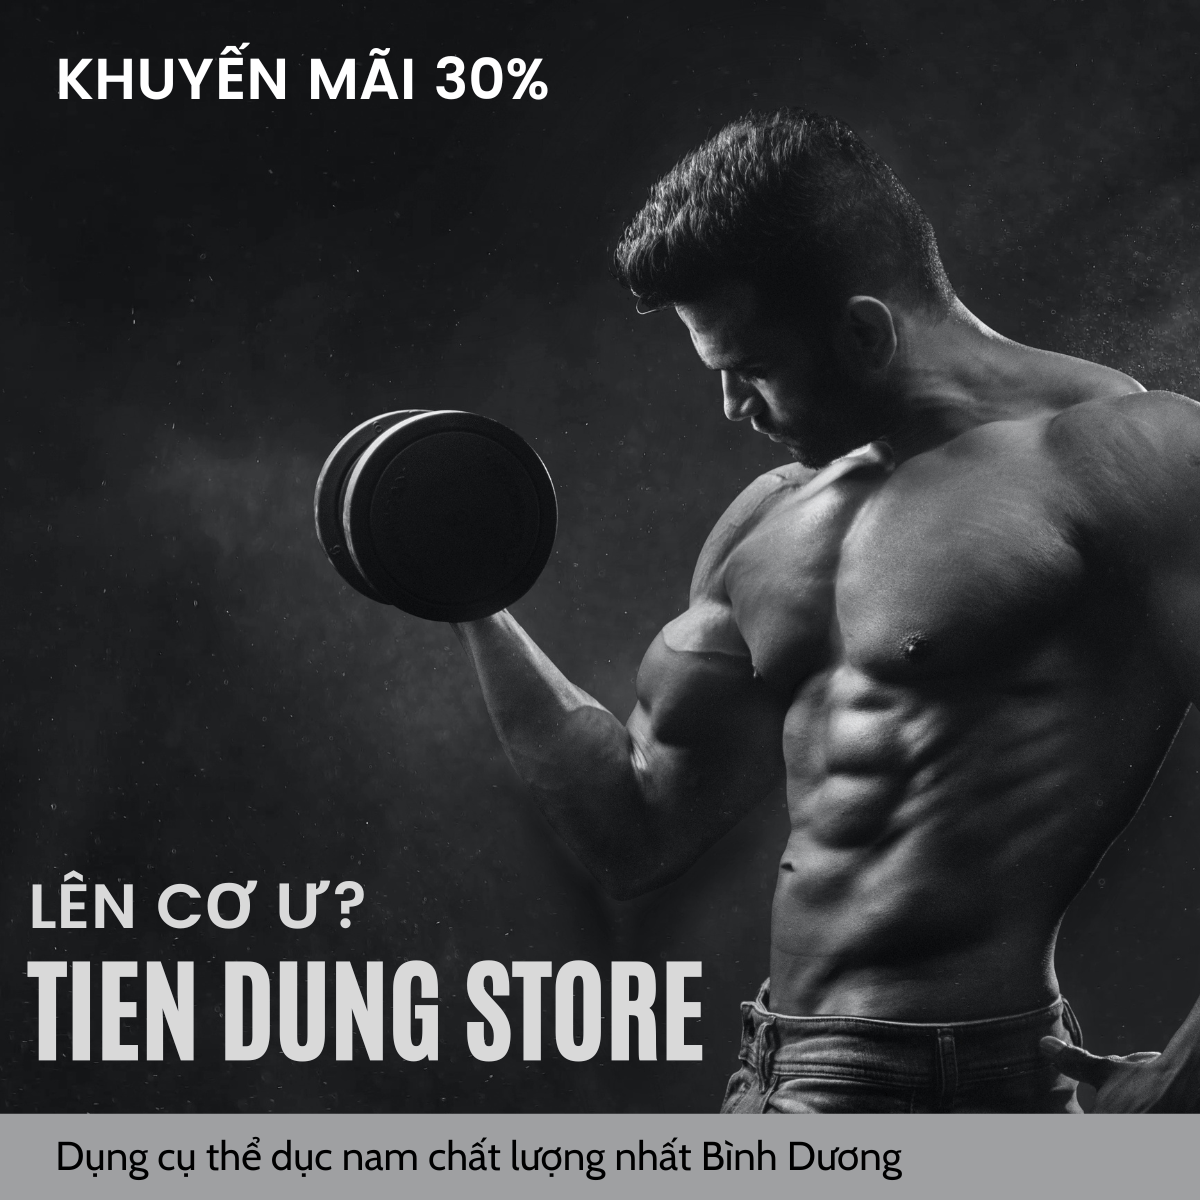 KHUYẾN MÃI 30%
LÊN CƠ Ư?
TIEN DUNG STORE
Dụng cụ thể dục nam chất lượng nhất Bình Dương